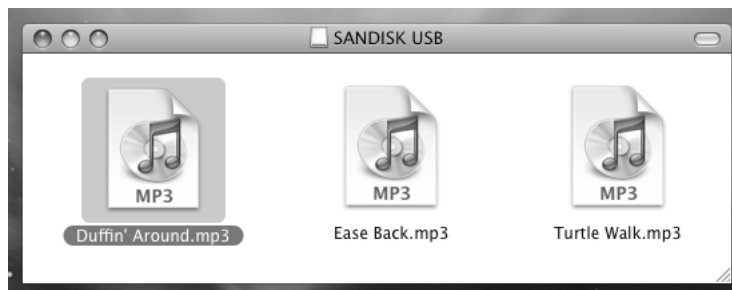 SANDISK USB
MP3 MP3 MP3
Duffin' Around.mp3 Ease Back.mp3 Turtle Walk.mp3